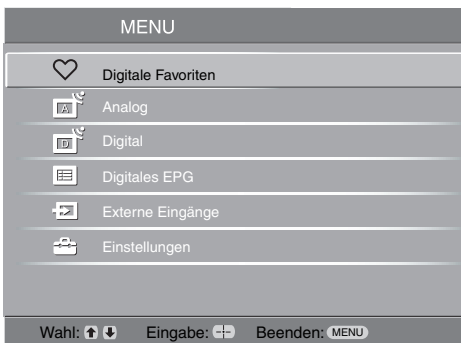 MENU
Digitale Favoriten
A Analog
D Digital
Digitales EPG
Externe Eingänge
Einstellungen
Wahl: Eingabe: Beenden: MENU